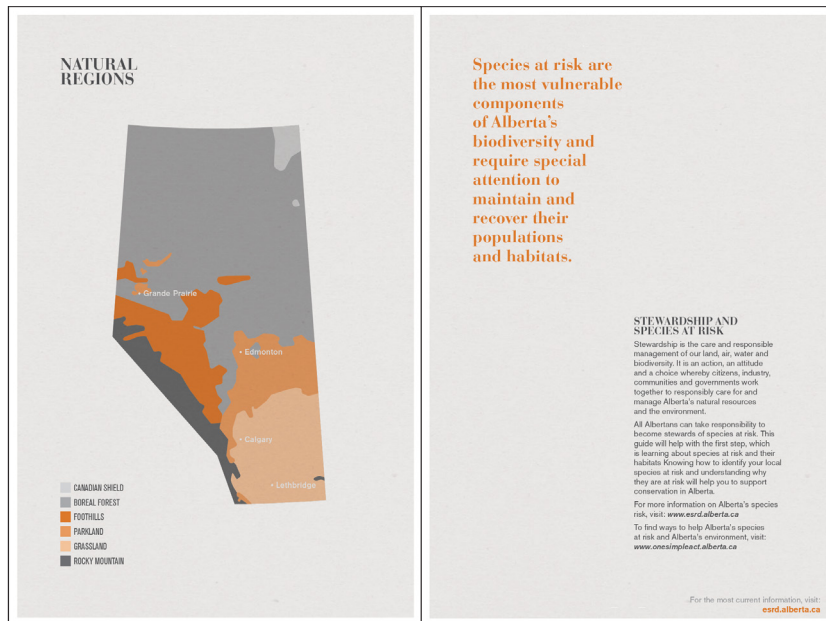 NATURAL
REGIONS
• Grande Prairie
• Edmonton
• Calgary
• Lethbridge
CANADIAN SHIELD
BOREAL FOREST
FOOTHILLS
PARKLAND
GRASSLAND
ROCKY MOUNTAIN
Species at risk are
the most vulnerable
components
of Alberta's
biodiversity and
require special
attention to
maintain and
recover their
populations
and habitats.
STEWARDSHIP AND
SPECIES AT RISK
Stewardship is the care and responsible
management of our land, air, water and
biodiversity. It is an action, an attitude
and a choice whereby citizens, industry,
communities and governments work
together to responsibly care for and
manage Alberta's natural resources
and the environment.
All Albertans can take responsibility to
become stewards of species at risk. This
guide will help with the first step, which
is learning about species at risk and their
habitats Knowing how to identify your local
species at risk and understanding why
they are at risk will help you to support
conservation in Alberta.
For more information on Alberta's species
risk, visit: www.esrd.alberta.ca
To find ways to help Alberta's species
at risk and Alberta's environment, visit:
www.onesimpleact.alberta.ca
For the most current information, visit:
esrd.alberta.ca